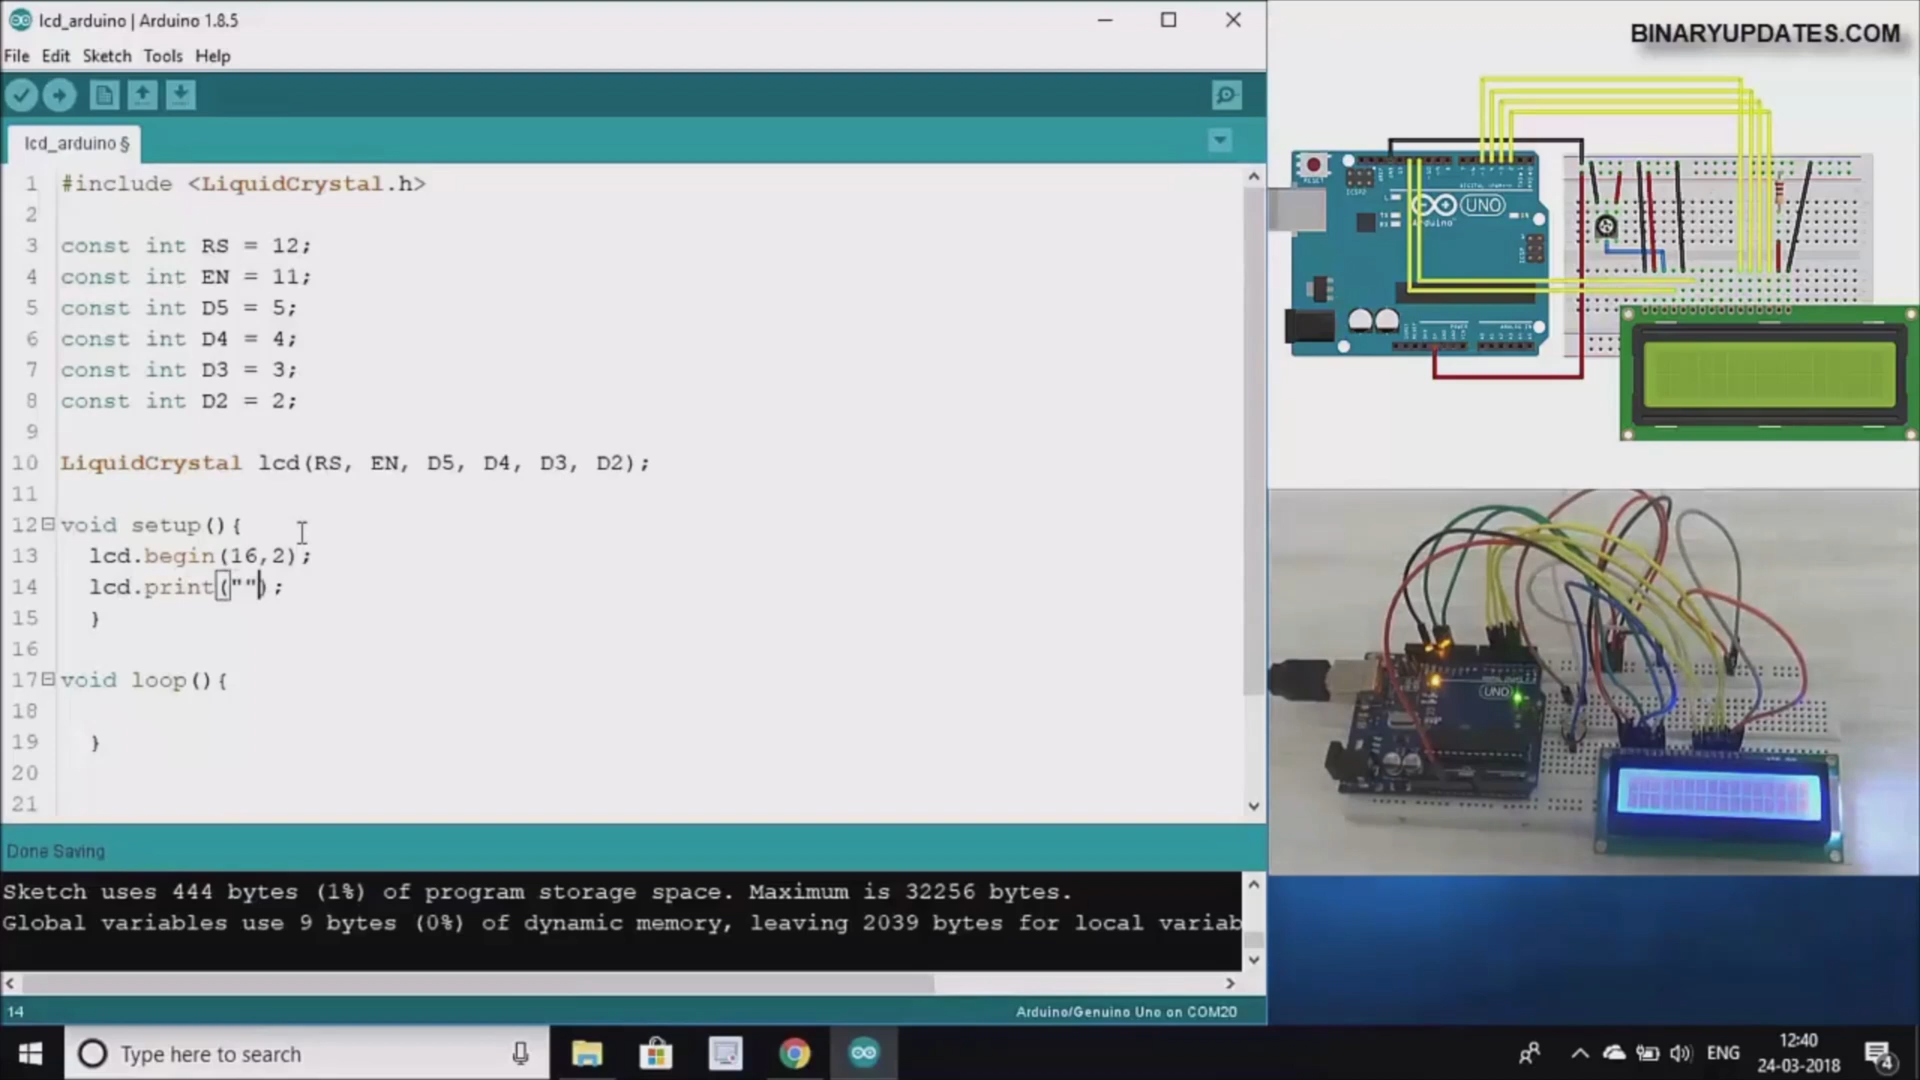 lcd_arduino | Arduino 1.8.5
File Edit Sketch Tools Help
lcd_arduino §
1 #include <LiquidCrystal.h>
2
3 const int RS = 12;
4 const int EN = 11;
5 const int D5 = 5;
6 const int D4 = 4;
7 const int D3 = 3;
8 const int D2 = 2;
9
10 LiquidCrystal lcd(RS, EN, D5, D4, D3, D2);
11
12 void setup(){
13 lcd.begin(16,2);
14 lcd.print("");
15 }
16
17 void loop(){
18
19 }
20
21
Done Saving
Sketch uses 444 bytes (1%) of program storage space. Maximum is 32256 bytes.
Global variables use 9 bytes (0%) of dynamic memory, leaving 2039 bytes for local variab
14
Arduino/Genuino Uno on COM20
BINARYUPDATES.COM
RESET
UNO
Arduino
UNO
Type here to search
ENG
12:40
24-03-2018
4